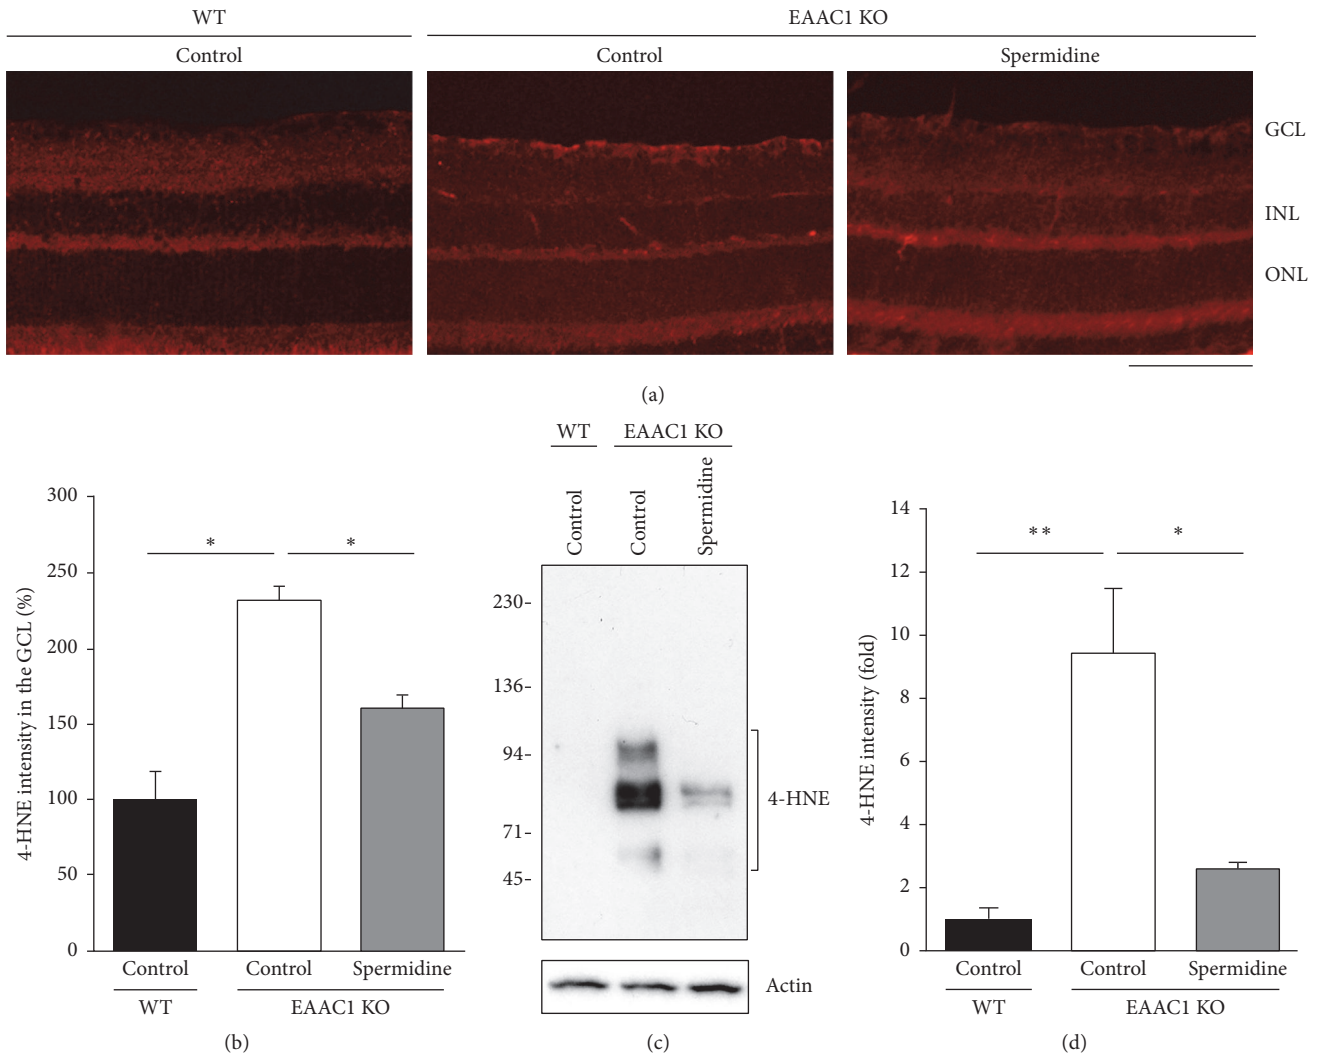 WT
EAAC1 KO
Control
Control
Spermidine
GCL
INL
ONL
(a)
300
250
200
150
100
50
0
4-HNE intensity in the GCL (%)
*
*
Control
Control
Spermidine
WT
EAAC1 KO
(b)
WT
EAAC1 KO
Control
Control
Spermidine
230-
136-
94-
71-
45-
4-HNE
Actin
(c)
14
12
10
8
6
4
2
0
4-HNE intensity (fold)
**
*
Control
Control
Spermidine
WT
EAAC1 KO
(d)